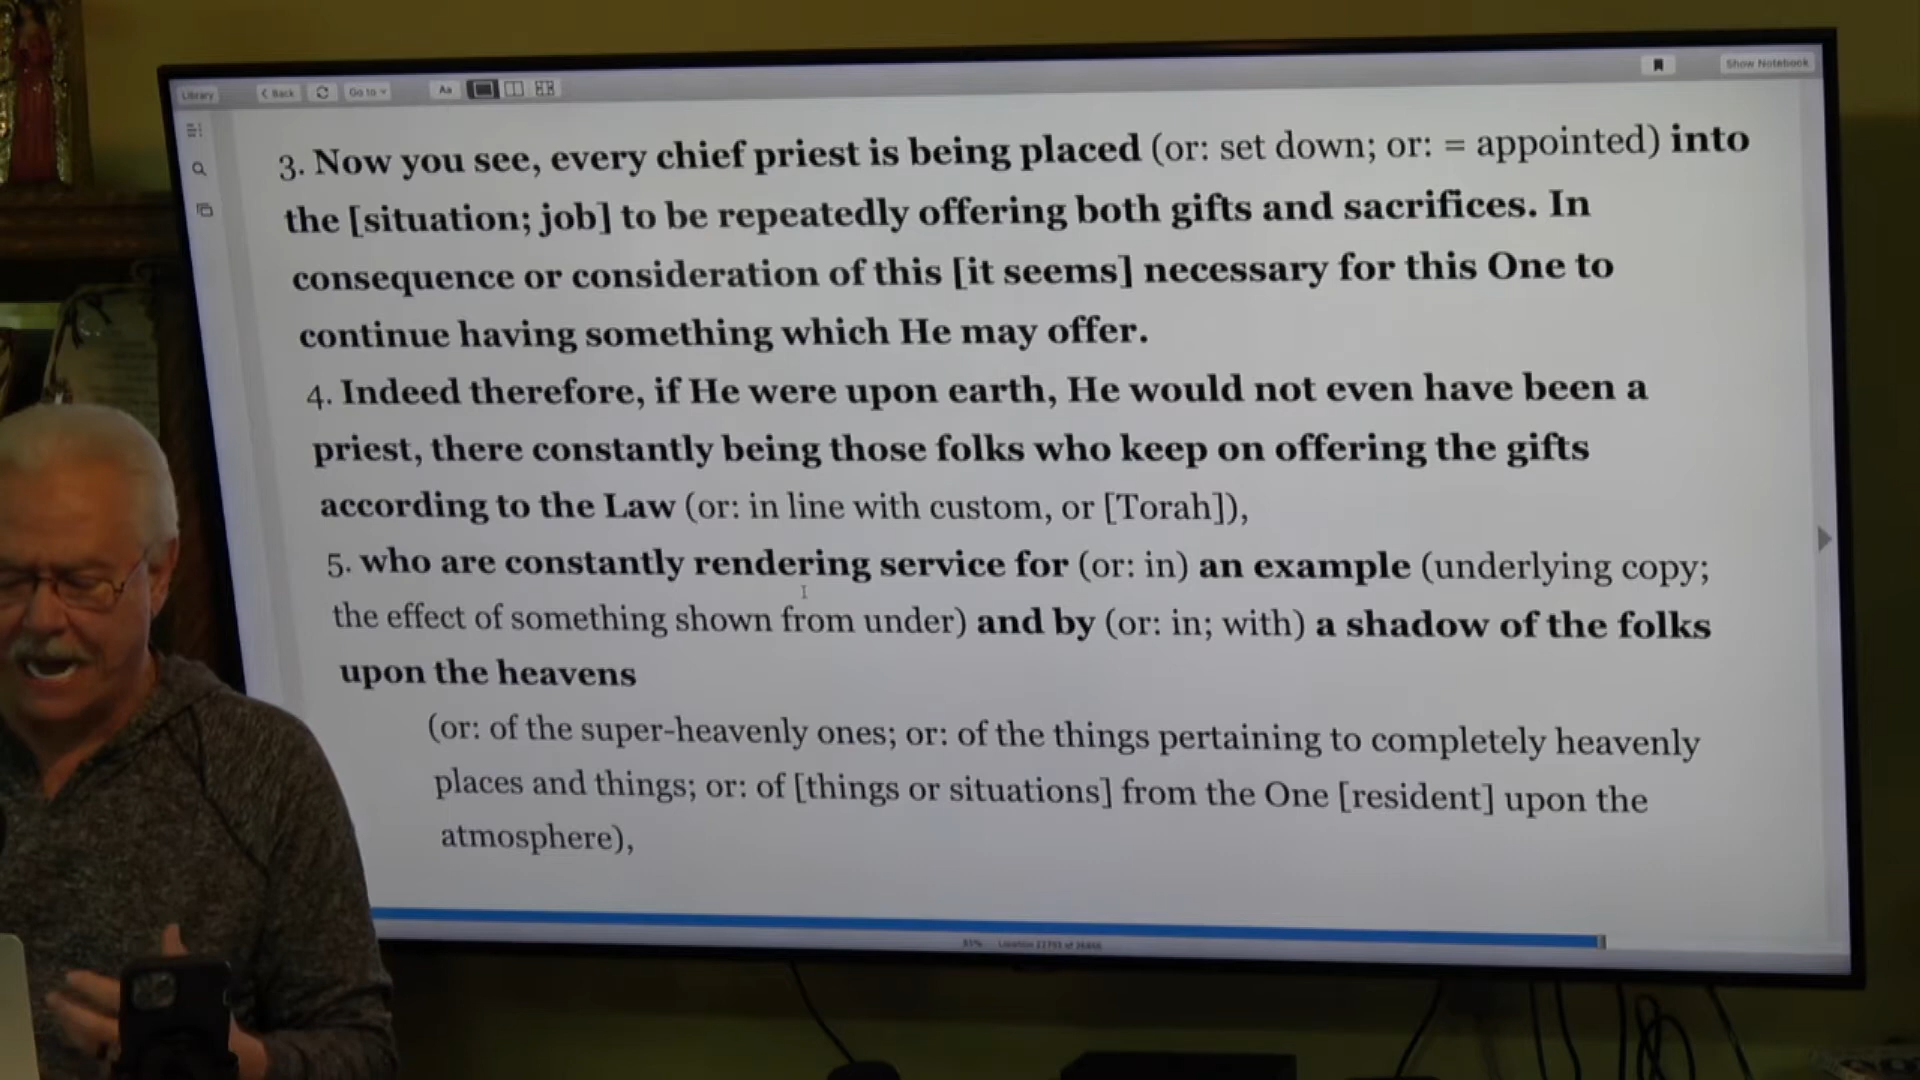 Library
Back
Go to
Aa
Show Notebook
3. Now you see, every chief priest is being placed (or: set down; or: = appointed) into
the [situation; job] to be repeatedly offering both gifts and sacrifices. In
consequence or consideration of this [it seems] necessary for this One to
continue having something which He may offer.
4. Indeed therefore, if He were upon earth, He would not even have been a
priest, there constantly being those folks who keep on offering the gifts
according to the Law (or: in line with custom, or [Torah]),
5. who are constantly rendering service for (or: in) an example (underlying copy;
the effect of something shown from under) and by (or: in; with) a shadow of the folks
upon the heavens
(or: of the super-heavenly ones; or: of the things pertaining to completely heavenly
places and things; or: of [things or situations] from the One [resident] upon the
atmosphere),
Location